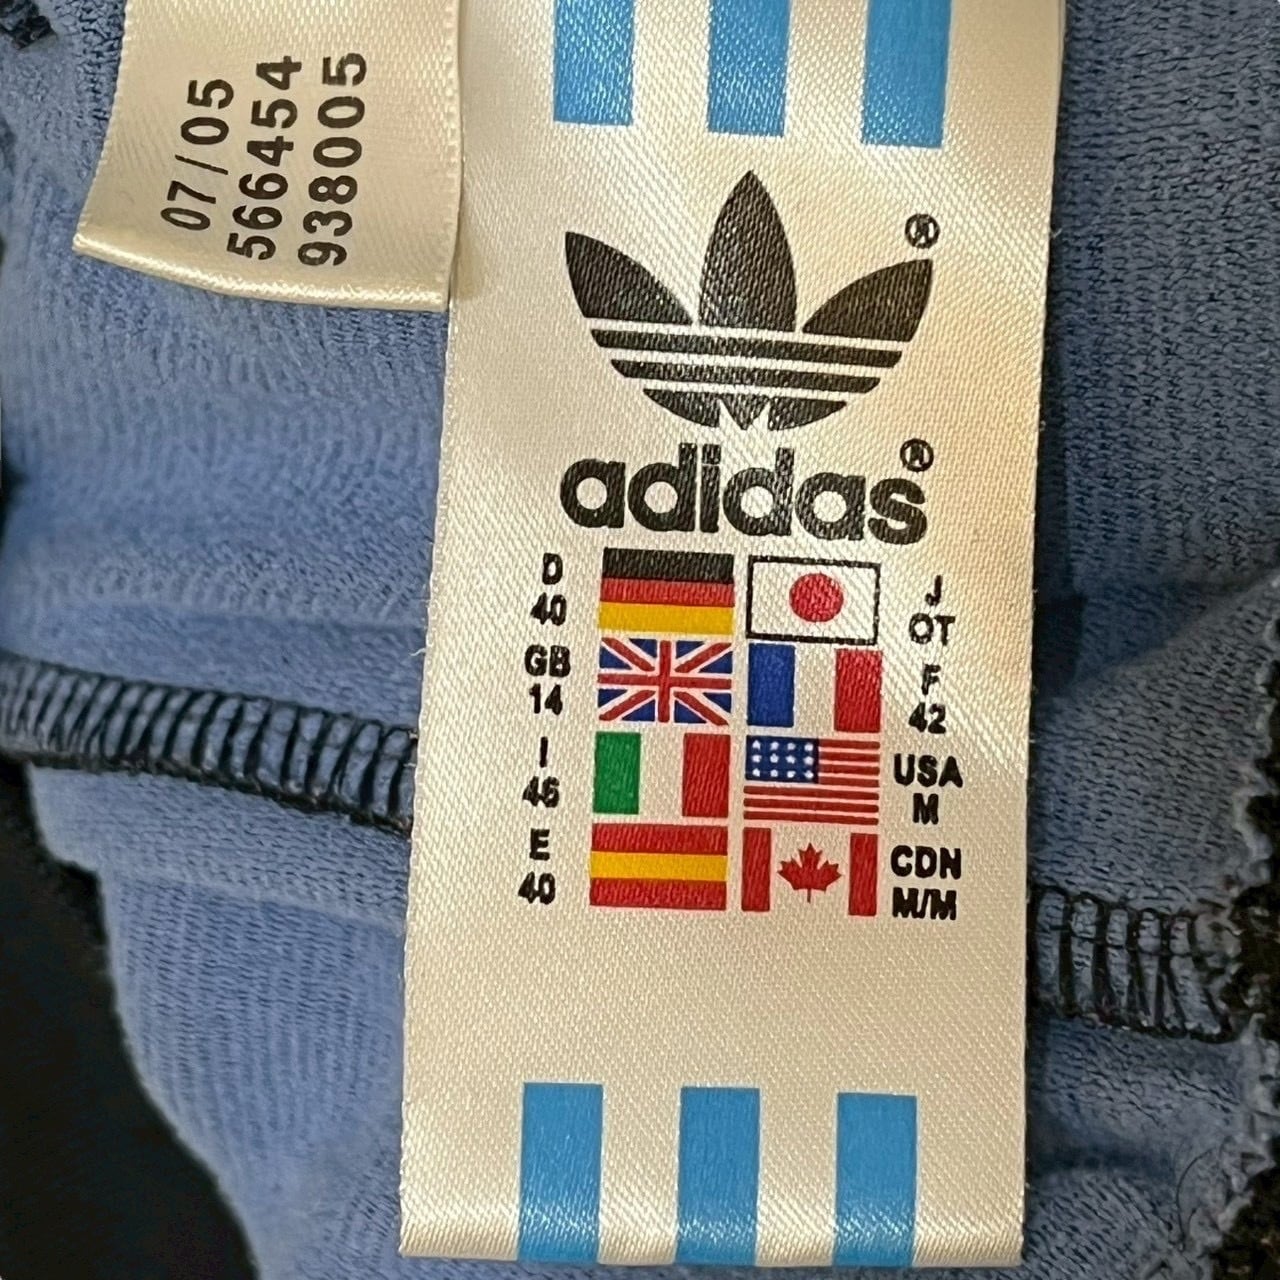 07/05
566454
938005
®
adidas®
D
40
J
OT
GB
14
F
42
I
46
USA
M
E
40
CDN
M/M